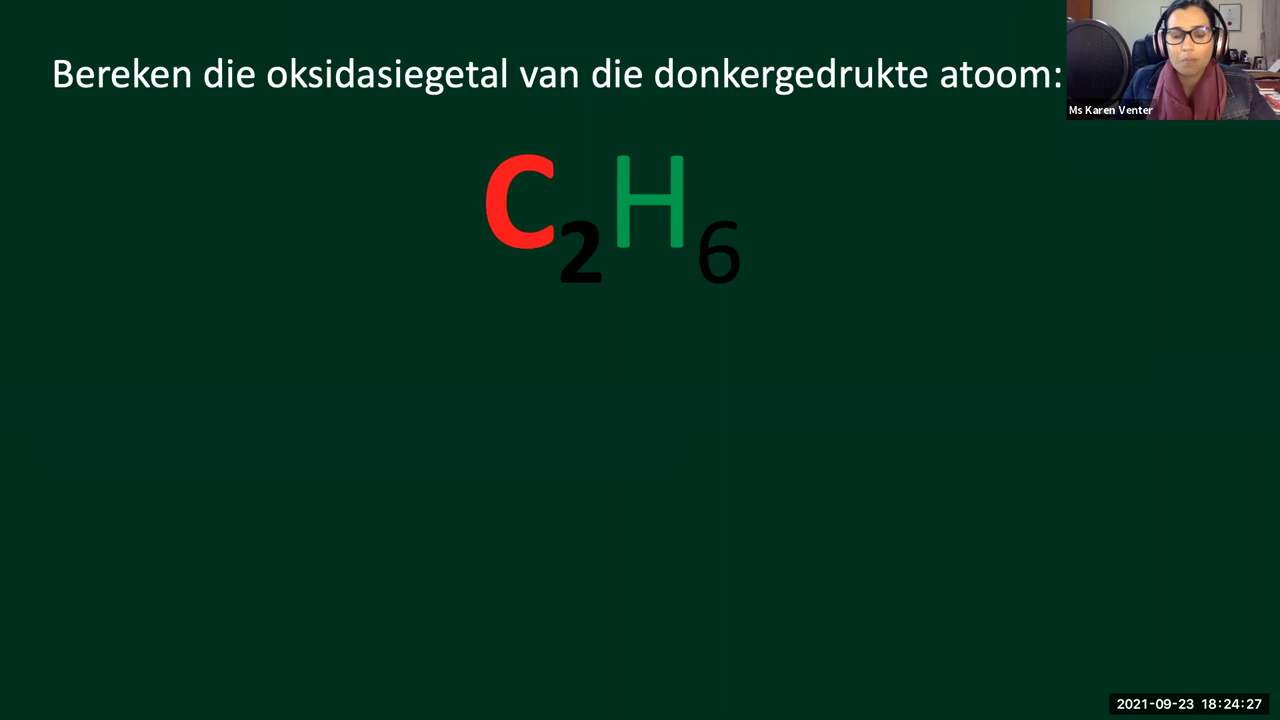 Bereken die oksidasiegetal van die donkergedrukte atoom:
Ms Karen Venter
C2H6
2021-09-23 18:24:27